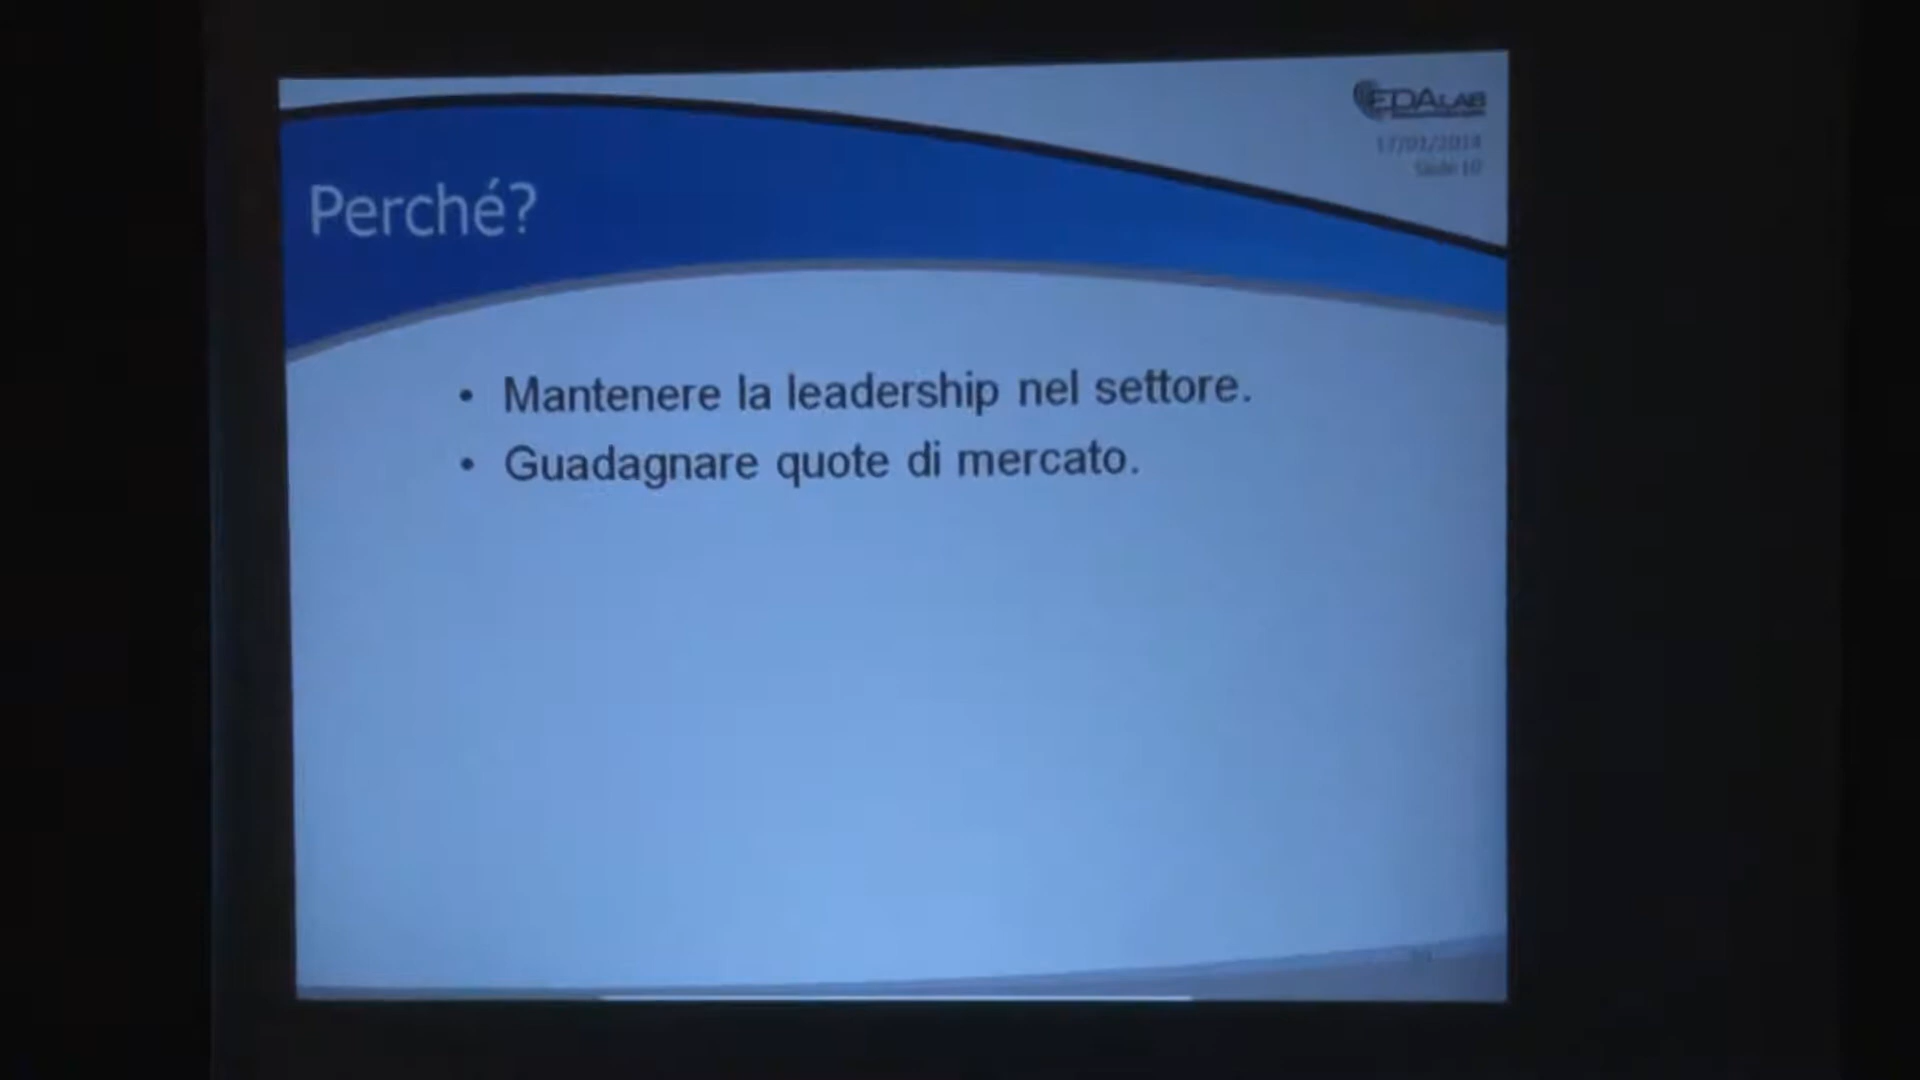 EDALAB
Perché?
• Mantenere la leadership nel settore.
• Guadagnare quote di mercato.